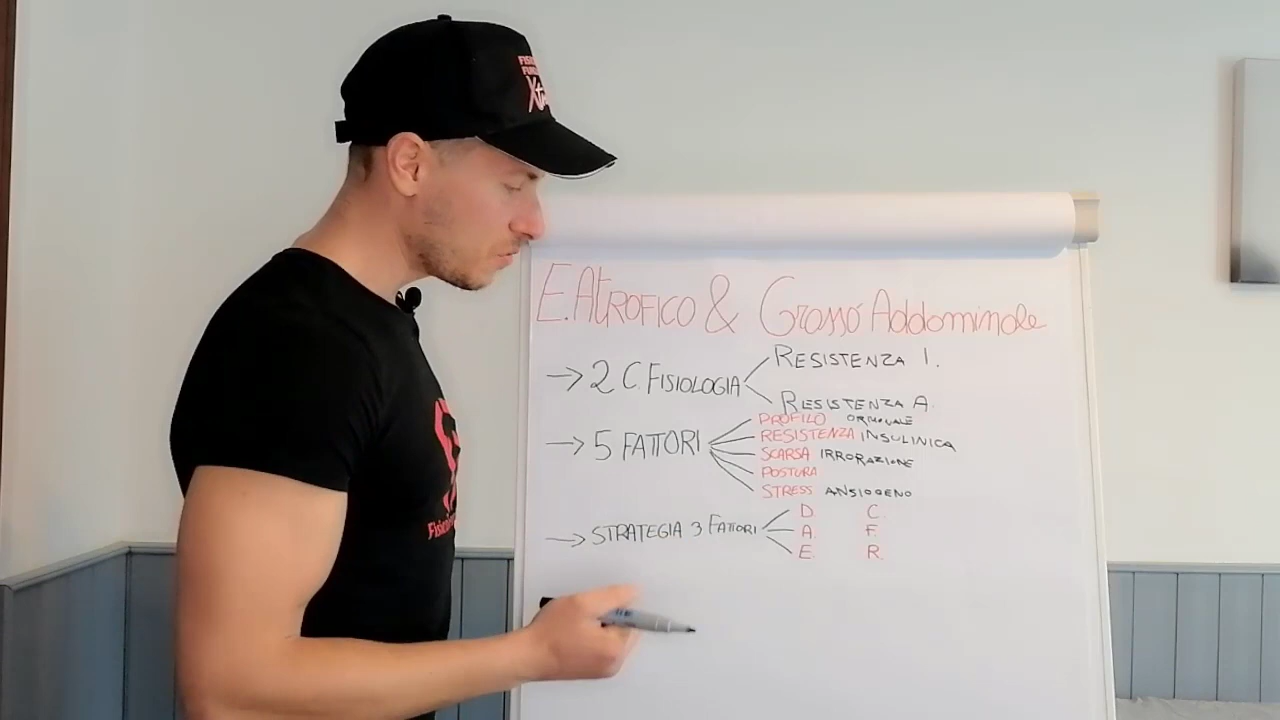 E. ATROFICO & Grasso Addominale
→ 2 C. FISIOLOGIA
RESISTENZA I.
RESISTENZA A.
→ 5 FATTORI
PROFILO ORMONALE
RESISTENZA INSULINICA
SCARSA IRRORAZIONE
POSTURA
STRESS ANSIOGENO
→ STRATEGIA 3 FATTORI
D. C.
A. F.
E. R.